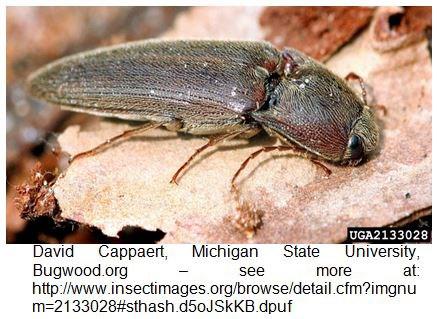 UGA2133028
David Cappaert, Michigan State University,
Bugwood.org – see more at:
http://www.insectimages.org/browse/detail.cfm?imgnu
m=2133028#sthash.d5oJSkKB.dpuf